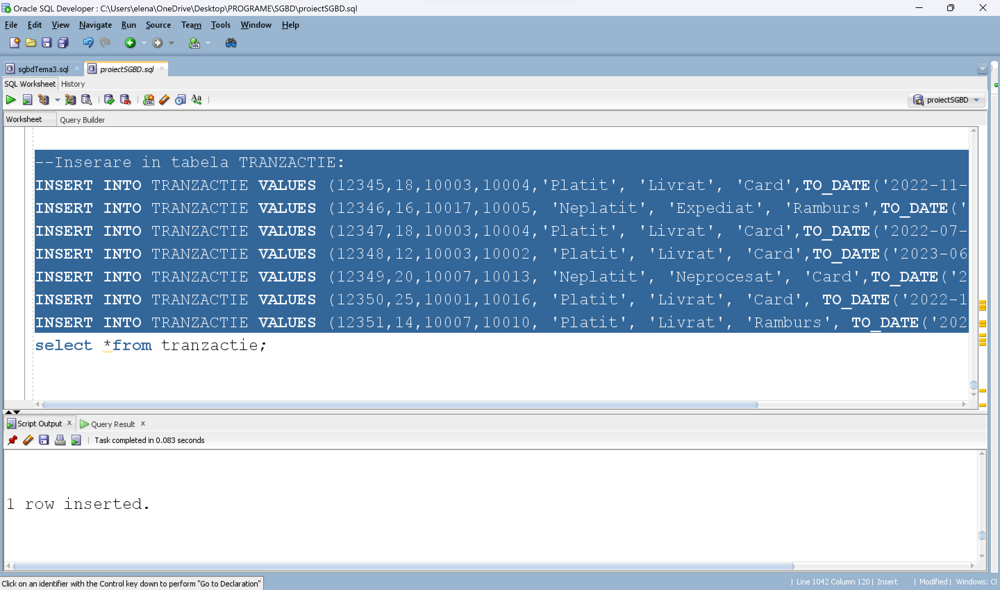 Oracle SQL Developer : C:\Users\elena\OneDrive\Desktop\PROGRAME\SGBD\proiectSGBD.sql
File Edit View Navigate Run Source Team Tools Window Help
sgbdTema3.sql proiectSGBD.sql
SQL Worksheet History
proiectSGBD
Worksheet Query Builder
--Inserare in tabela TRANZACTIE:
INSERT INTO TRANZACTIE VALUES (12345,18,10003,10004,'Platit', 'Livrat', 'Card',TO_DATE('2022-11-
INSERT INTO TRANZACTIE VALUES (12346,16,10017,10005, 'Neplatit', 'Expediat', 'Ramburs',TO_DATE('
INSERT INTO TRANZACTIE VALUES (12347,18,10003,10004,'Platit', 'Livrat', 'Card',TO_DATE('2022-07-
INSERT INTO TRANZACTIE VALUES (12348,12,10003,10002, 'Platit', 'Livrat', 'Card',TO_DATE('2023-06
INSERT INTO TRANZACTIE VALUES (12349,20,10007,10013, 'Neplatit', 'Neprocesat', 'Card',TO_DATE('2
INSERT INTO TRANZACTIE VALUES (12350,25,10001,10016, 'Platit', 'Livrat', 'Card', TO_DATE('2022-1
INSERT INTO TRANZACTIE VALUES (12351,14,10007,10010, 'Platit', 'Livrat', 'Ramburs', TO_DATE('202
select *from tranzactie;
Script Output x Query Result x
Task completed in 0.083 seconds
1 row inserted.
Click on an identifier with the Control key down to perform "Go to Declaration"
| Line 1042 Column 120 | Insert | Modified | Windows: Cl